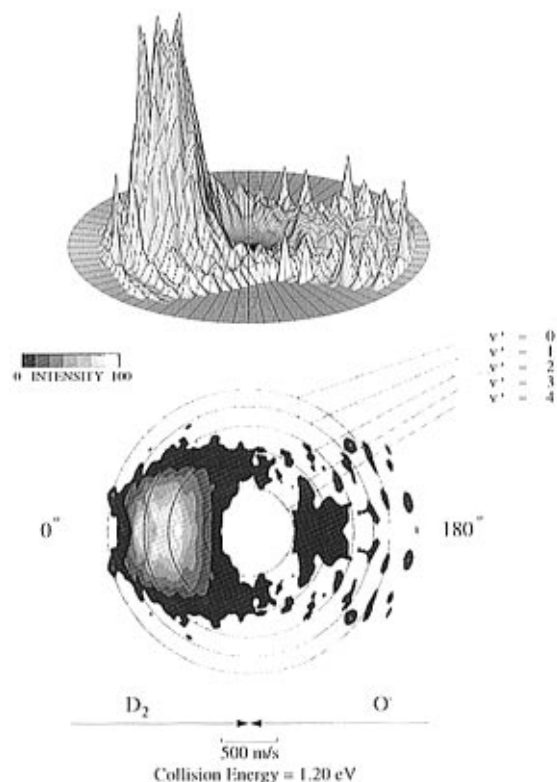 v' = 0
v' = 1
v' = 2
v' = 3
v' = 4
0 INTENSITY 100
0°
180°
D₂
O⁻
500 m/s
Collision Energy = 1.20 eV